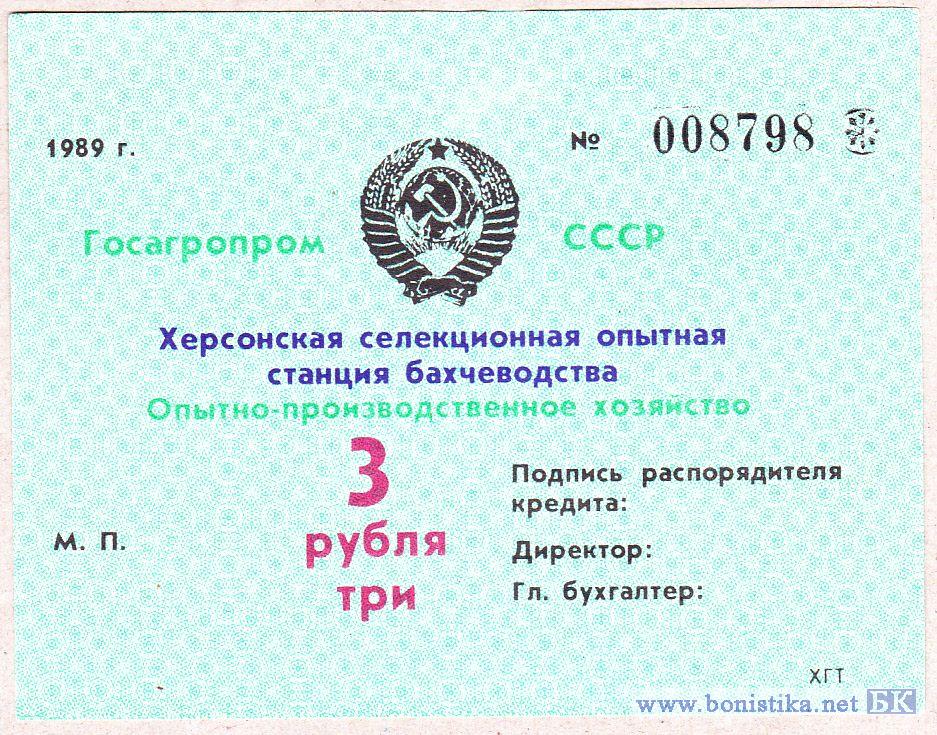 1989 г.
№ 008798
Госагропром СССР
Херсонская селекционная опытная
станция бахчеводства
Опытно-производственное хозяйство
3
рубля
три
М. П.
Подпись распорядителя
кредита:
Директор:
Гл. бухгалтер:
ХГТ
www.bonistika.net БК